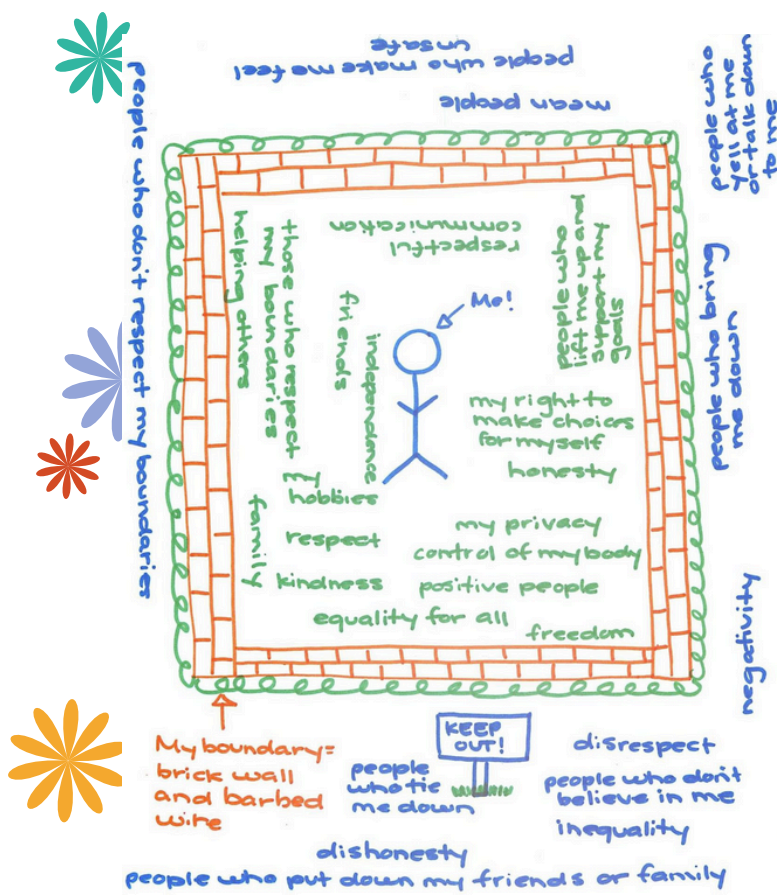 people who make me feel
unsafe
mean people
people who
yell at me
or talk down
to me
people who don't respect my boundaries
people who bring
me down
negativity
respectful
communication
people who
lift me up and
support my
goals
those who respect
my boundaries
helping others
friends
independence
Me!
my right to
make choices
for myself
honesty
my
hobbies
family
respect
my privacy
control of my body
kindness
positive people
equality for all
freedom
My boundary=
brick wall
and barbed
wire
KEEP
OUT!
people
who tie
me down
disrespect
people who don't
believe in me
inequality
dishonesty
people who put down my friends or family